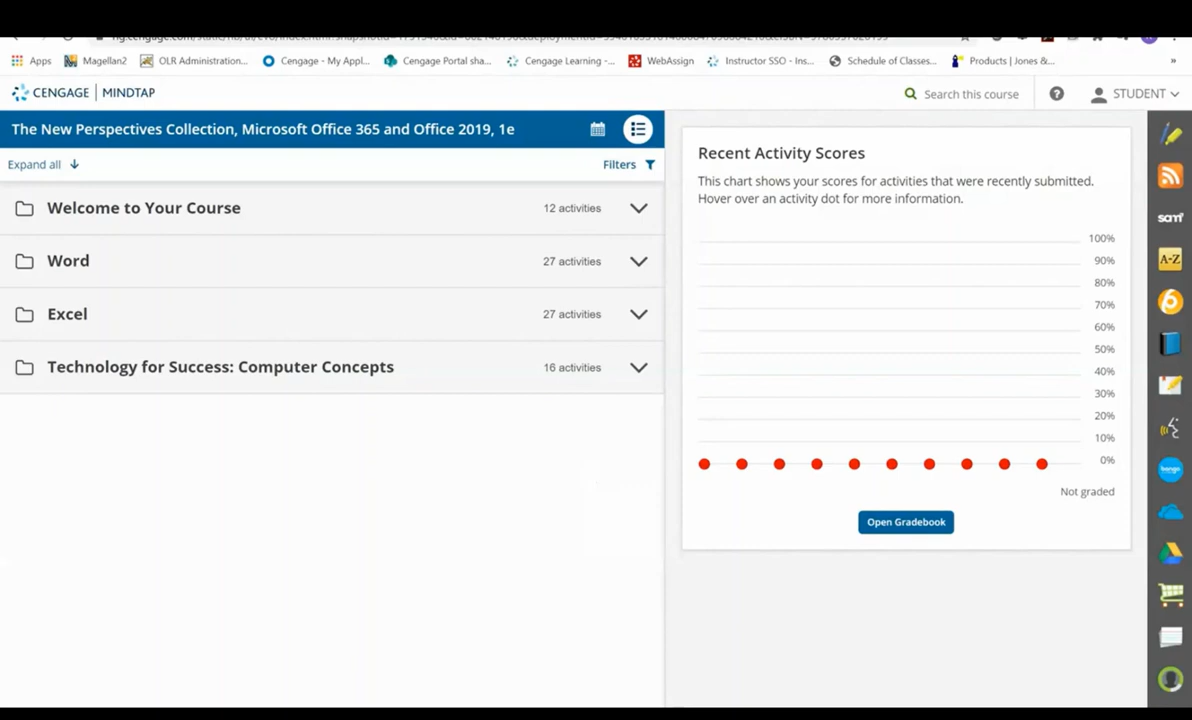 Apps
Magellan2
OLR Administration...
Cengage - My Appl...
Cengage Portal sha...
Cengage Learning -...
WebAssign
Instructor SSO - Ins...
Schedule of Classes...
Products | Jones &...
»
CENGAGE | MINDTAP
Search this course
?
STUDENT
The New Perspectives Collection, Microsoft Office 365 and Office 2019, 1e
Expand all
Filters
Welcome to Your Course
12 activities
Word
27 activities
Excel
27 activities
Technology for Success: Computer Concepts
16 activities
Recent Activity Scores
This chart shows your scores for activities that were recently submitted.
Hover over an activity dot for more information.
100%
90%
80%
70%
60%
50%
40%
30%
20%
10%
0%
Not graded
Open Gradebook
sam
A-Z
bongo